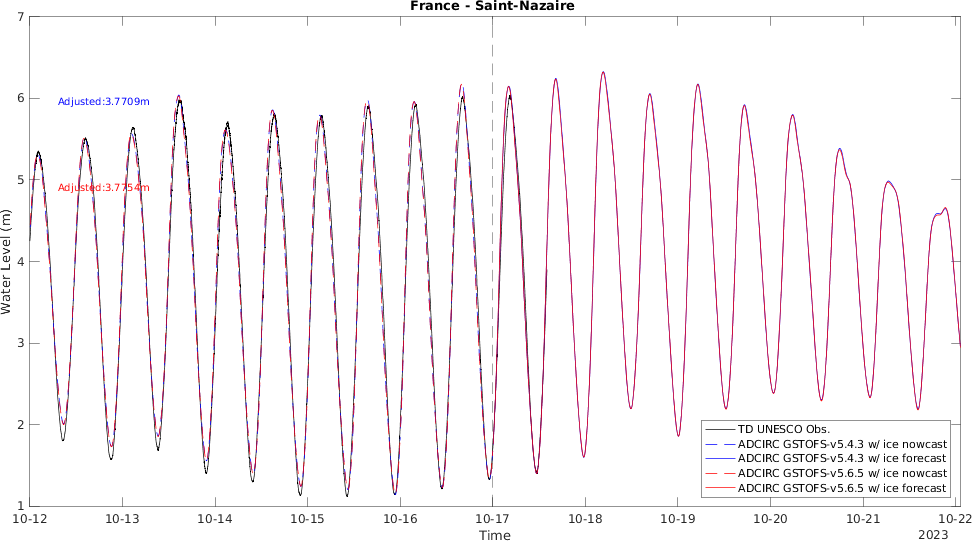 France - Saint-Nazaire
7
6
5
4
3
2
1
Water Level (m)
Adjusted:3.7709m
Adjusted:3.7754m
TD UNESCO Obs.
ADCIRC GSTOFS-v5.4.3 w/ ice nowcast
ADCIRC GSTOFS-v5.4.3 w/ ice forecast
ADCIRC GSTOFS-v5.6.5 w/ ice nowcast
ADCIRC GSTOFS-v5.6.5 w/ ice forecast
10-12 10-13 10-14 10-15 10-16 10-17 10-18 10-19 10-20 10-21 10-22
Time
2023